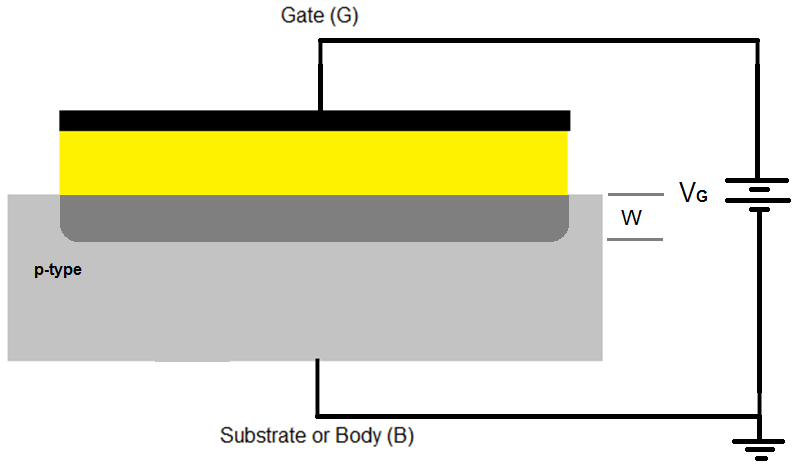 Gate (G)
VG
W
p-type
Substrate or Body (B)